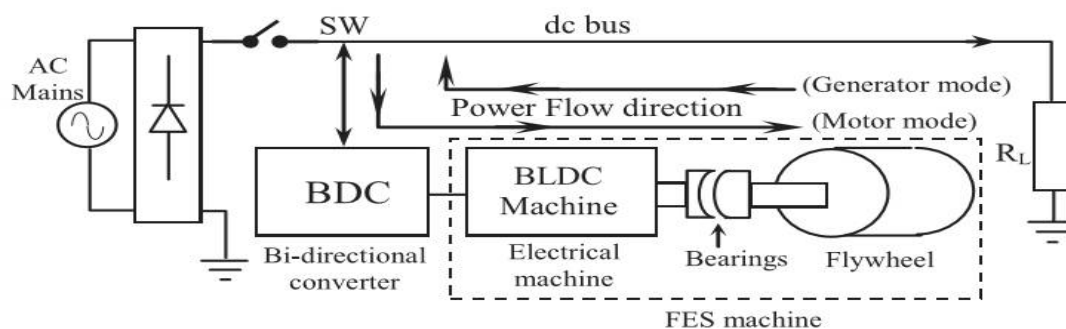 SW
dc bus
AC
Mains
(Generator mode)
Power Flow direction
(Motor mode)
BDC
BLDC
Machine
R_L
Bi-directional
converter
Electrical
machine
Bearings
Flywheel
FES machine